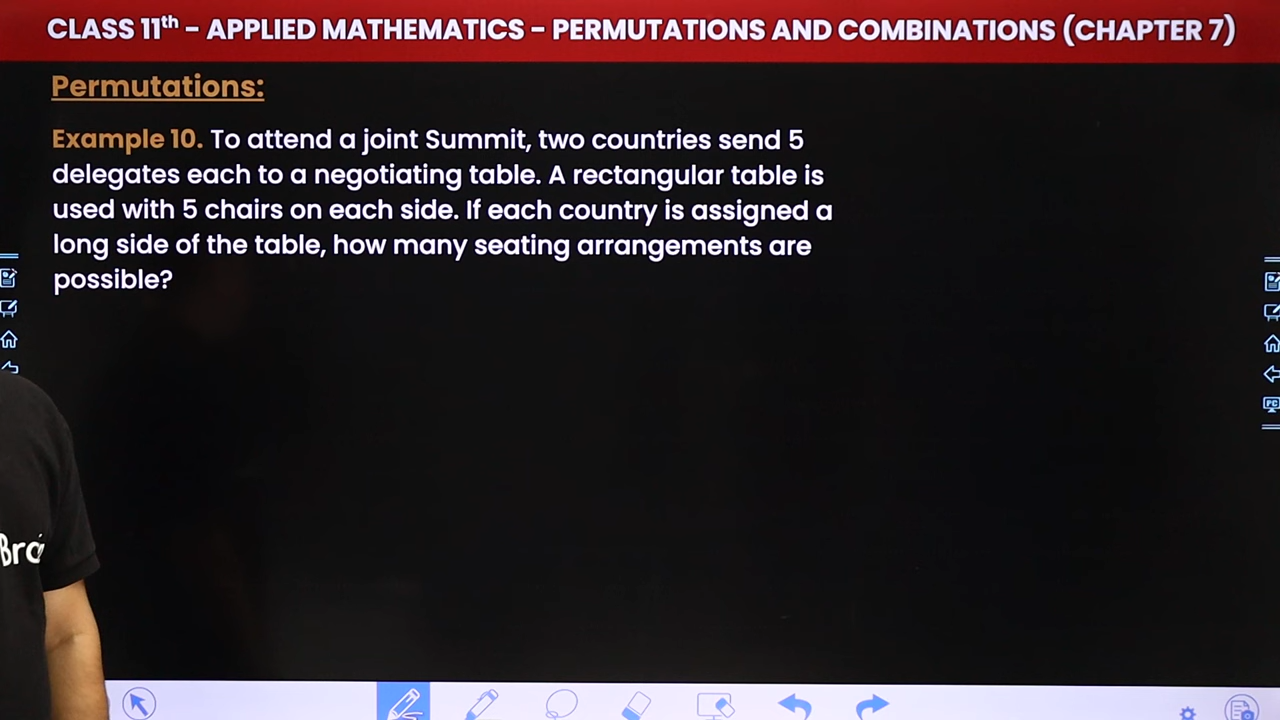 CLASS 11th – APPLIED MATHEMATICS – PERMUTATIONS AND COMBINATIONS (CHAPTER 7)
Permutations:
Example 10. To attend a joint Summit, two countries send 5
delegates each to a negotiating table. A rectangular table is
used with 5 chairs on each side. If each country is assigned a
long side of the table, how many seating arrangements are
possible?
PC